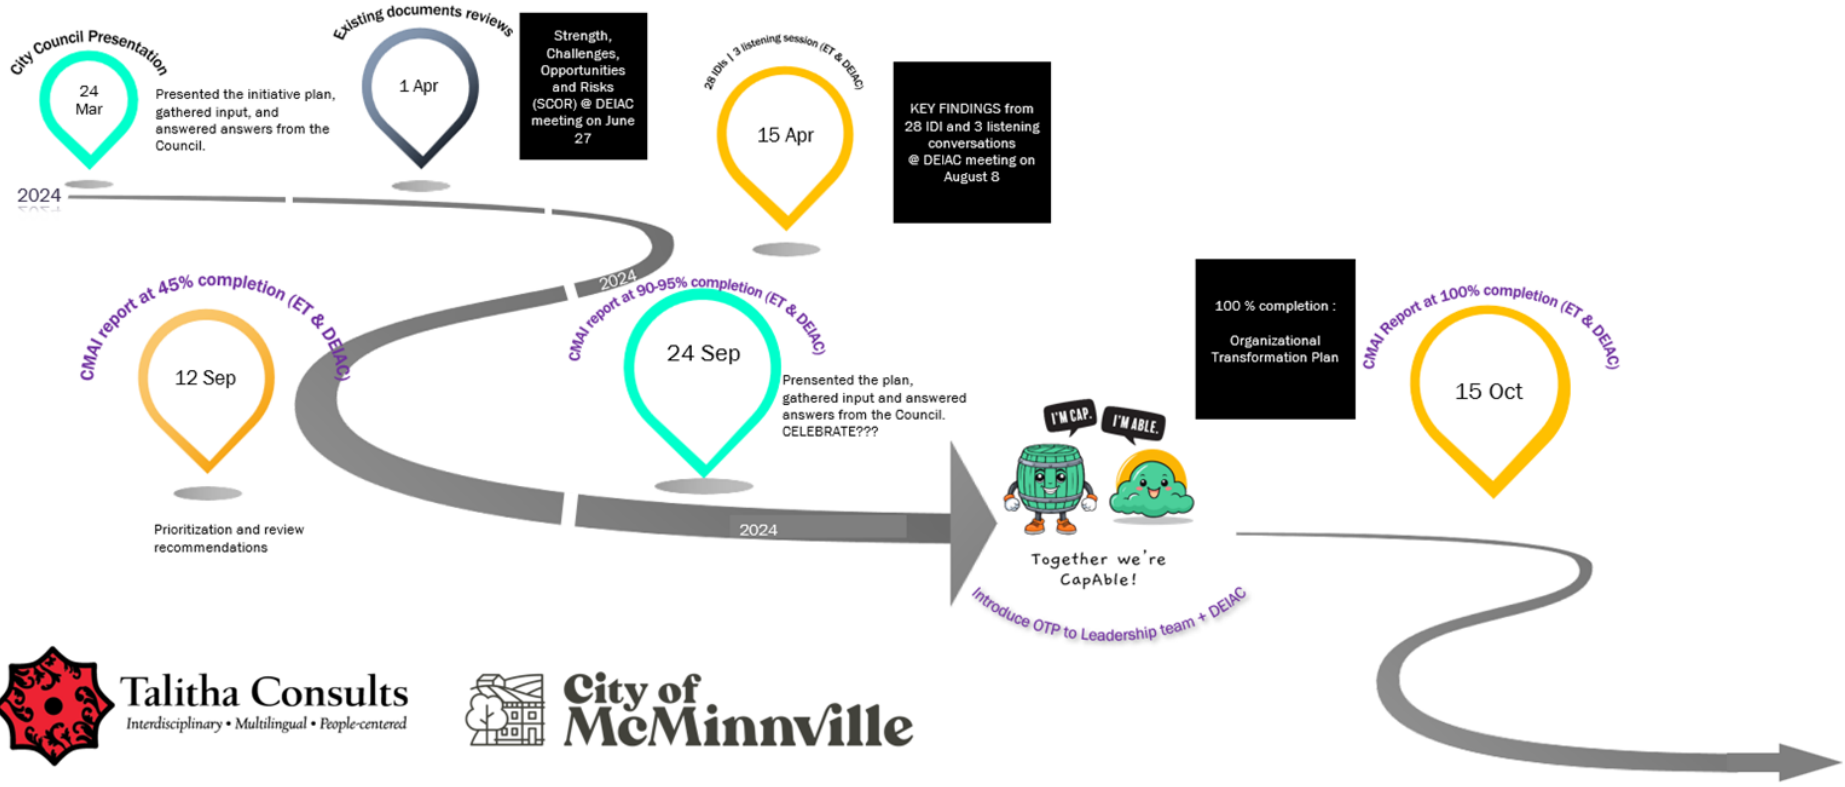 City Council Presentation
24
Mar
Presented the initiative plan,
gathered input, and
answered answers from the
Council.
Existing documents reviews
1 Apr
Strength,
Challenges,
Opportunities
and Risks
(SCOR) @ DEIAC
meeting on June
27
28 IDIs | 3 listening session (ET & DEIAC)
15 Apr
KEY FINDINGS from
28 IDI and 3 listening
conversations
@ DEIAC meeting on
August 8
2024
2024
CMAI report at 45% completion (ET & DEIAC)
12 Sep
Prioritization and review
recommendations
CMAI report at 90-95% completion (ET & DEIAC)
24 Sep
Prensented the plan,
gathered input and answered
answers from the Council.
CELEBRATE???
2024
I'M CAP.
I'M ABLE.
Together we're
CapAble!
Introduce OTP to Leadership team + DEIAC
100 % completion :
Organizational
Transformation Plan
CMAI Report at 100% completion (ET & DEIAC)
15 Oct
Talitha Consults
Interdisciplinary • Multilingual • People-centered
City of
McMinnville